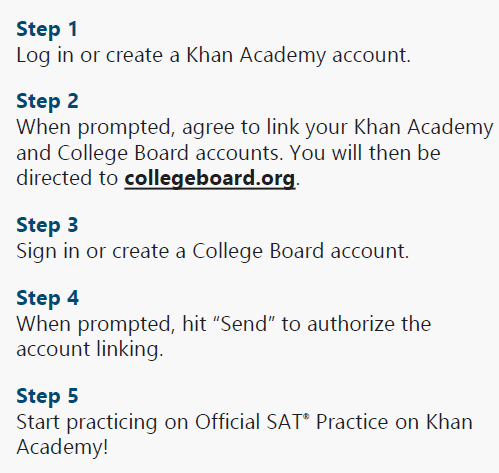 Step 1
Log in or create a Khan Academy account.
Step 2
When prompted, agree to link your Khan Academy
and College Board accounts. You will then be
directed to collegeboard.org.
Step 3
Sign in or create a College Board account.
Step 4
When prompted, hit “Send” to authorize the
account linking.
Step 5
Start practicing on Official SAT® Practice on Khan
Academy!